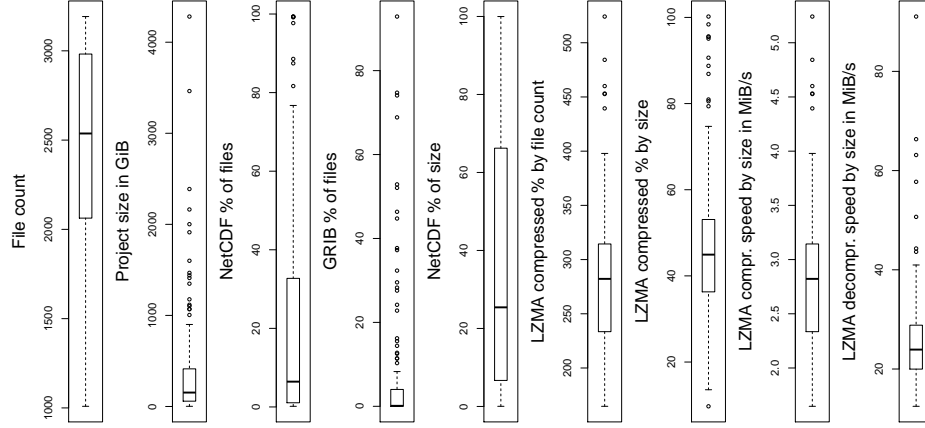 File count
1000 1500 2000 2500 3000
Project size in GiB
0 1000 2000 3000 4000
NetCDF % of files
0 20 40 60 80 100
GRIB % of files
0 20 40 60 80
NetCDF % of size
0 20 40 60 80 100
LZMA compressed % by file count
200 250 300 350 400 450 500
LZMA compressed % by size
20 40 60 80 100
LZMA compr. speed by size in MiB/s
2.0 2.5 3.0 3.5 4.0 4.5 5.0
LZMA decompr. speed by size in MiB/s
20 40 60 80